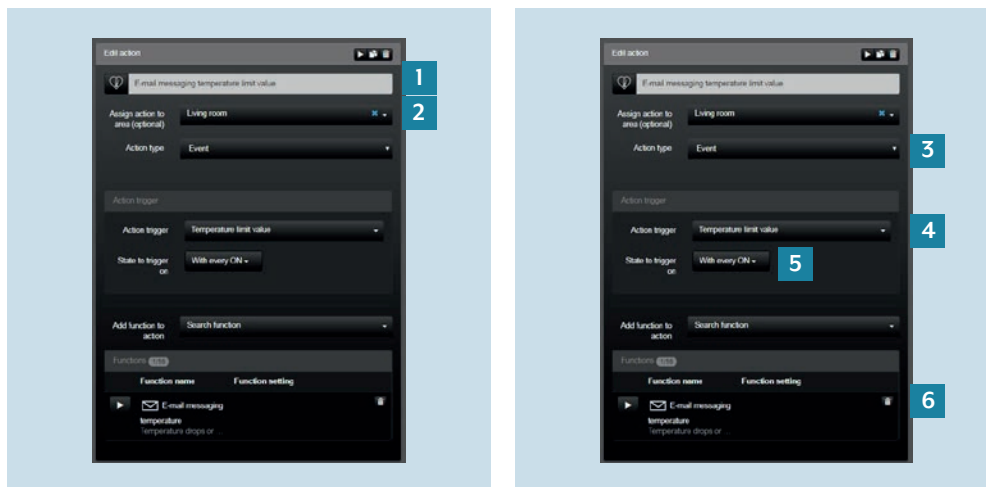 Edit action
E-mail messaging temperature limit value
1
Assign action to
area (optional)
Living room
2
Action type
Event
Action trigger
Action trigger
Temperature limit value
State to trigger
on
With every ON
Add function to
action
Search function
Functions 1/10
Function name Function setting
E-mail messaging
temperature
Temperature drops or ...
Edit action
E-mail messaging temperature limit value
Assign action to
area (optional)
Living room
Action type
Event
3
Action trigger
Action trigger
Temperature limit value
4
State to trigger
on
With every ON
5
Add function to
action
Search function
Functions 1/10
Function name Function setting
E-mail messaging
temperature
Temperature drops or ...
6